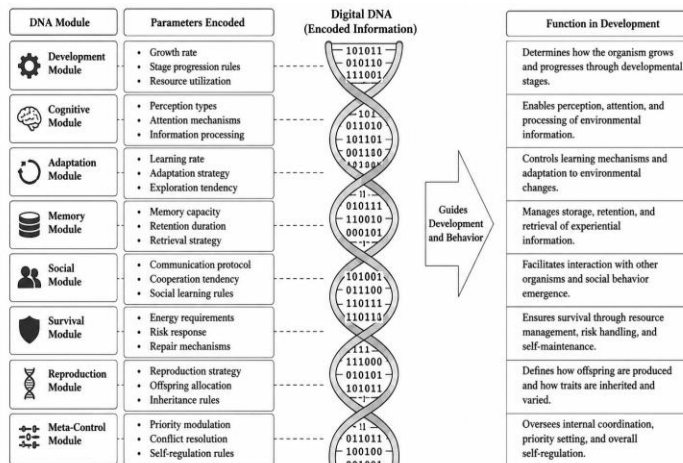 DNA Module
Parameters Encoded
Digital DNA
(Encoded Information)
Function in Development
Development
Module
• Growth rate
• Stage progression rules
• Resource utilization
Determines how the organism grows
and progresses through developmental
stages.
Cognitive
Module
• Perception types
• Attention mechanisms
• Information processing
Enables perception, attention, and
processing of environmental
information.
Adaptation
Module
• Learning rate
• Adaptation strategy
• Exploration tendency
Controls learning mechanisms and
adaptation to environmental
changes.
Memory
Module
• Memory capacity
• Retention duration
• Retrieval strategy
Manages storage, retention, and
retrieval of experiential
information.
Social
Module
• Communication protocol
• Cooperation tendency
• Social learning rules
Facilitates interaction with other
organisms and social behavior
emergence.
Survival
Module
• Energy requirements
• Risk response
• Repair mechanisms
Ensures survival through resource
management, risk handling, and
self-maintenance.
Reproduction
Module
• Reproduction strategy
• Offspring allocation
• Inheritance rules
Defines how offspring are produced
and how traits are inherited and
varied.
Meta-Control
Module
• Priority modulation
• Conflict resolution
• Self-regulation rules
Oversees internal coordination,
priority setting, and overall
self-regulation.
101011
010110
111001
011010
101101
001110
010111
110010
000101
101001
011100
110111
111000
010101
101011
011011
100100
Guides
Development
and Behavior